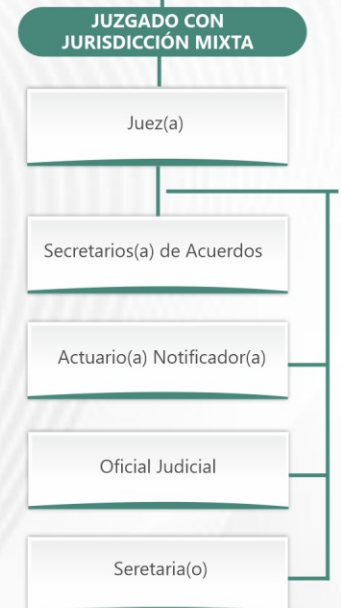 JUZGADO CON
JURISDICCIÓN MIXTA
Juez(a)
Secretarios(a) de Acuerdos
Actuario(a) Notificador(a)
Oficial Judicial
Seretaria(o)